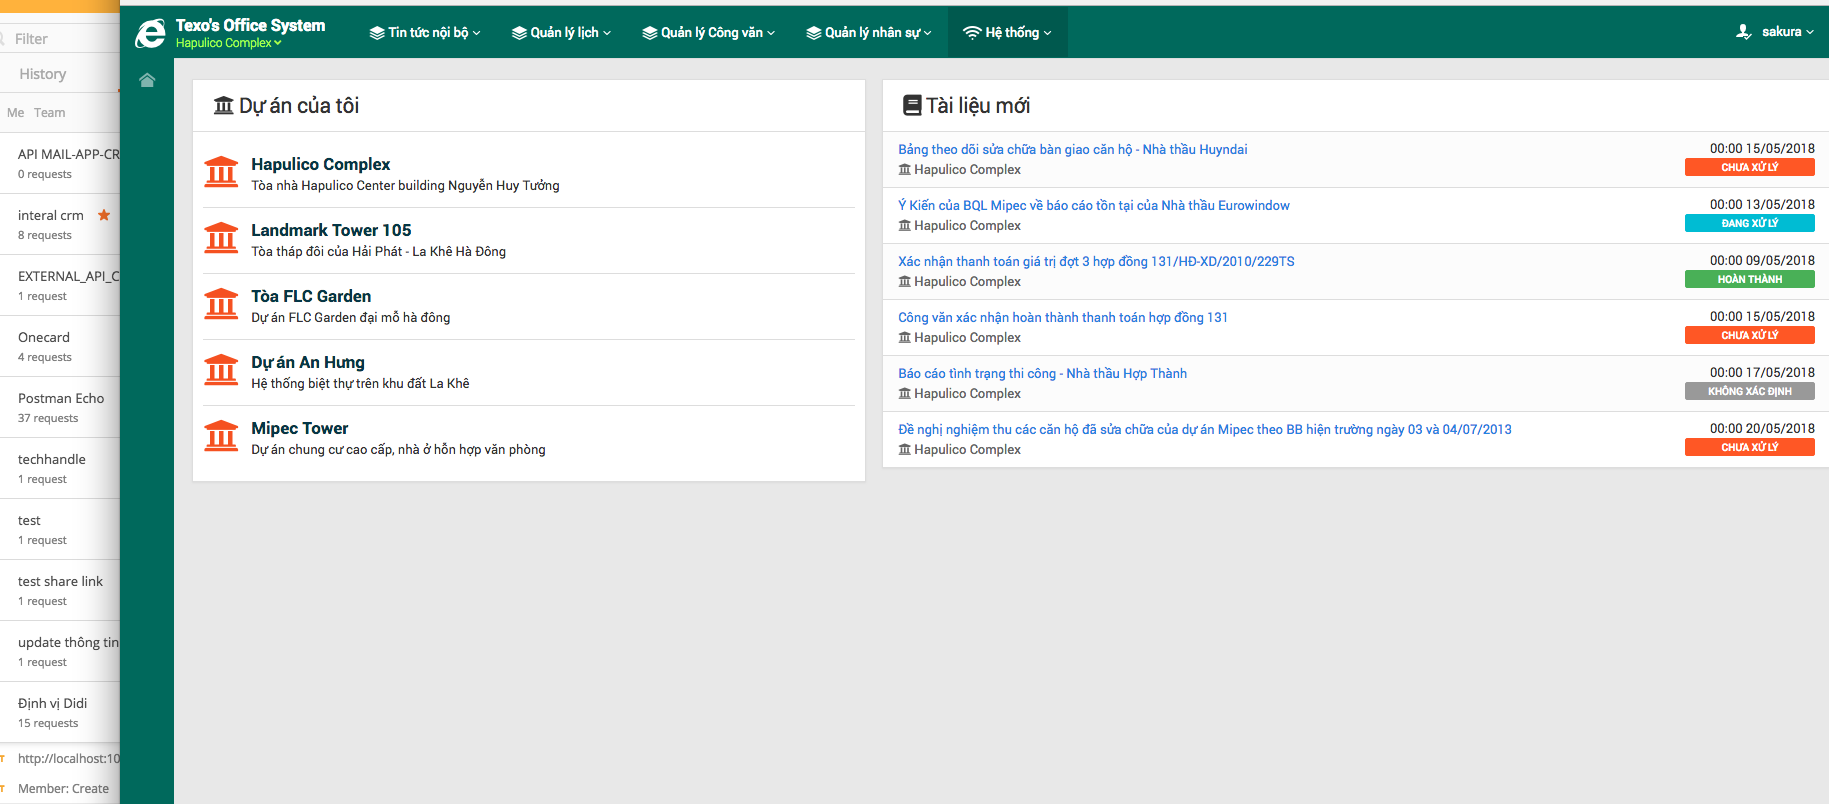 Filter
History
Me Team
API MAIL-APP-CR
0 requests
interal crm
8 requests
EXTERNAL_API_C
1 request
Onecard
4 requests
Postman Echo
37 requests
techhandle
1 request
test
1 request
test share link
1 request
update thông tin
1 request
Định vị Didi
15 requests
http://localhost:10
Member: Create
Texo's Office System
Hapulico Complex
Tin tức nội bộ
Quản lý lịch
Quản lý Công văn
Quản lý nhân sự
Hệ thống
sakura
Dự án của tôi
Hapulico Complex
Tòa nhà Hapulico Center building Nguyễn Huy Tưởng
Landmark Tower 105
Tòa tháp đôi của Hải Phát - La Khê Hà Đông
Tòa FLC Garden
Dự án FLC Garden đại mỗ hà đông
Dự án An Hưng
Hệ thống biệt thự trên khu đất La Khê
Mipec Tower
Dự án chung cư cao cấp, nhà ở hỗn hợp văn phòng
Tài liệu mới
Bảng theo dõi sửa chữa bàn giao căn hộ - Nhà thầu Huyndai
00:00 15/05/2018
Hapulico Complex
CHƯA XỬ LÝ
Ý Kiến của BQL Mipec về báo cáo tồn tại của Nhà thầu Eurowindow
00:00 13/05/2018
Hapulico Complex
ĐANG XỬ LÝ
Xác nhận thanh toán giá trị đợt 3 hợp đồng 131/HĐ-XD/2010/229TS
00:00 09/05/2018
Hapulico Complex
HOÀN THÀNH
Công văn xác nhận hoàn thành thanh toán hợp đồng 131
00:00 15/05/2018
Hapulico Complex
CHƯA XỬ LÝ
Báo cáo tình trạng thi công - Nhà thầu Hợp Thành
00:00 17/05/2018
Hapulico Complex
KHÔNG XÁC ĐỊNH
Đề nghị nghiệm thu các căn hộ đã sửa chữa của dự án Mipec theo BB hiện trường ngày 03 và 04/07/2013
00:00 20/05/2018
Hapulico Complex
CHƯA XỬ LÝ